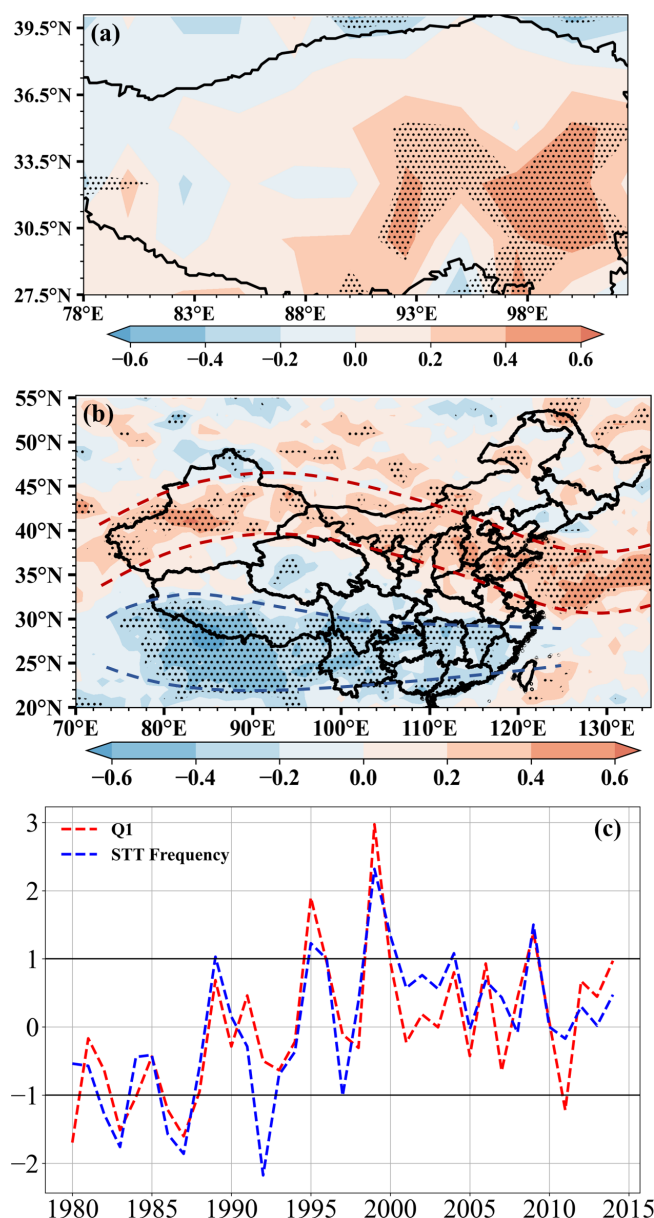 (a)
39.5°N
36.5°N
33.5°N
30.5°N
27.5°N
78°E 83°E 88°E 93°E 98°E
−0.6 −0.4 −0.2 0.0 0.2 0.4 0.6
(b)
55°N
50°N
45°N
40°N
35°N
30°N
25°N
20°N
70°E 80°E 90°E 100°E 110°E 120°E 130°E
−0.6 −0.4 −0.2 0.0 0.2 0.4 0.6
(c)
Q1
STT Frequency
3
2
1
0
−1
−2
1980 1985 1990 1995 2000 2005 2010 2015